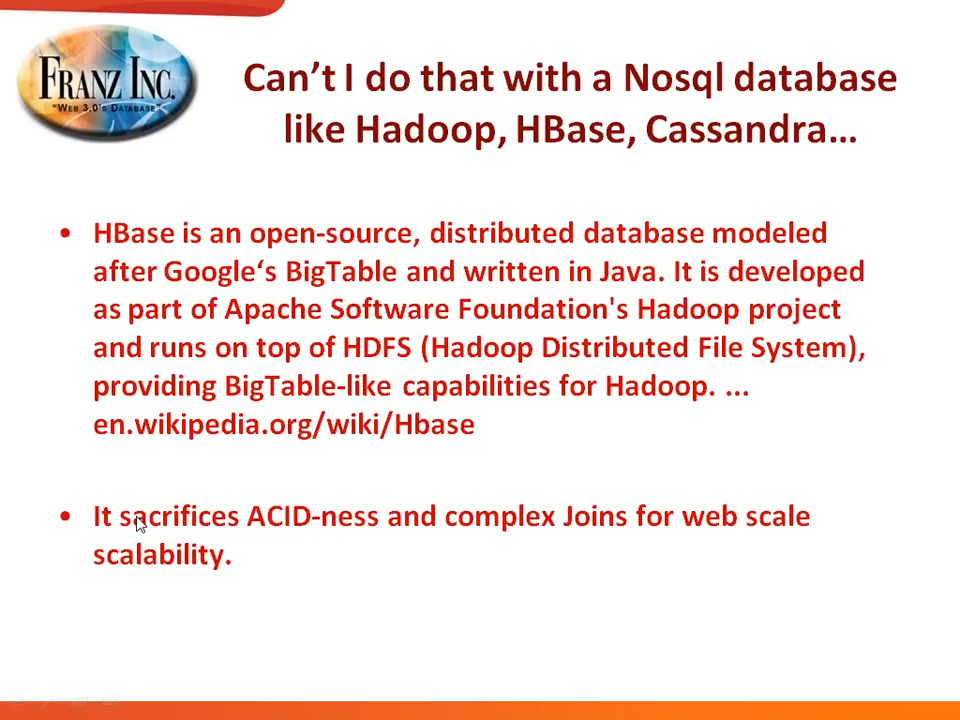 FRANZ INC.
"WEB 3.0'S DATABASE"
Can't I do that with a Nosql database
like Hadoop, HBase, Cassandra…
• HBase is an open-source, distributed database modeled
after Google‘s BigTable and written in Java. It is developed
as part of Apache Software Foundation's Hadoop project
and runs on top of HDFS (Hadoop Distributed File System),
providing BigTable-like capabilities for Hadoop. ...
en.wikipedia.org/wiki/Hbase
• It sacrifices ACID-ness and complex Joins for web scale
scalability.